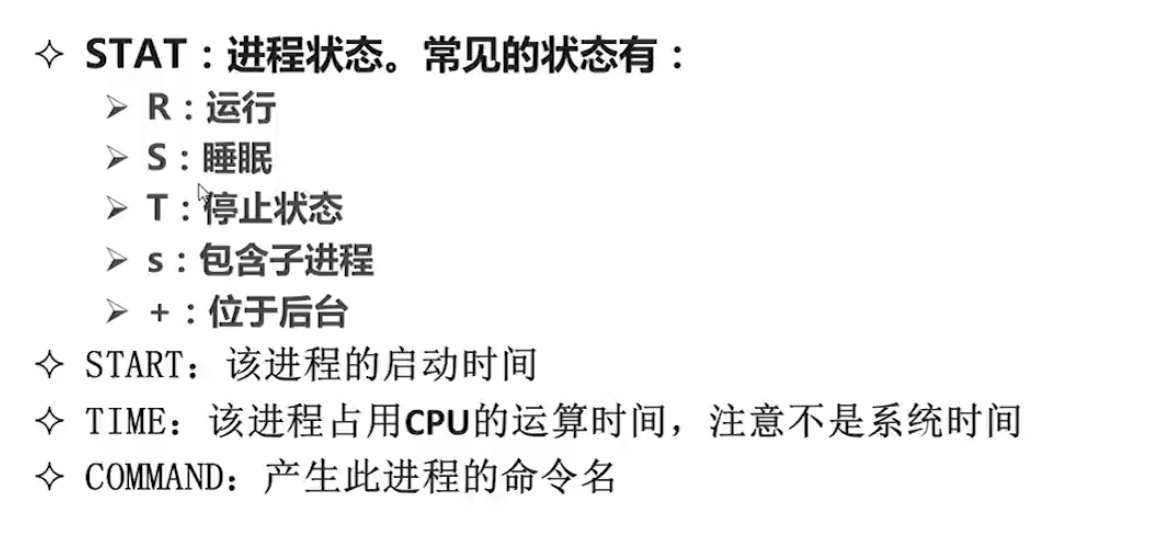 STAT：进程状态。常见的状态有：
R：运行
S：睡眠
T：停止状态
s：包含子进程
+：位于后台
START：该进程的启动时间
TIME：该进程占用CPU的运算时间，注意不是系统时间
COMMAND：产生此进程的命令名